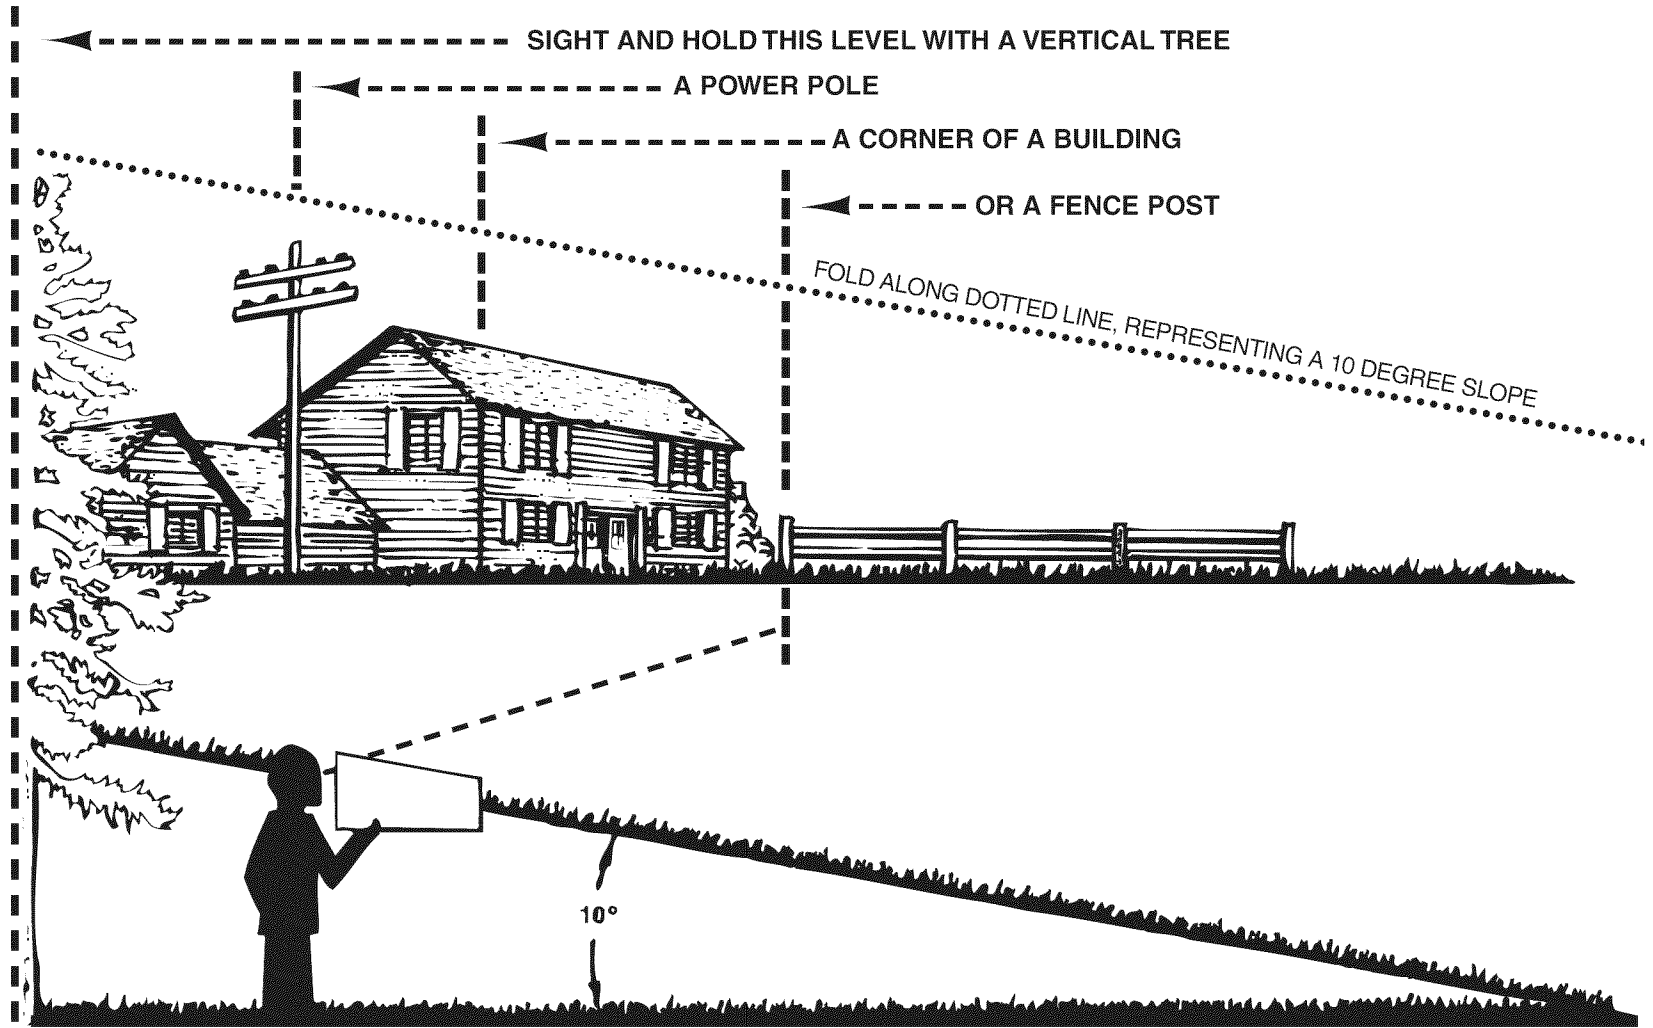 SIGHT AND HOLD THIS LEVEL WITH A VERTICAL TREE
A POWER POLE
A CORNER OF A BUILDING
OR A FENCE POST
FOLD ALONG DOTTED LINE, REPRESENTING A 10 DEGREE SLOPE
10°